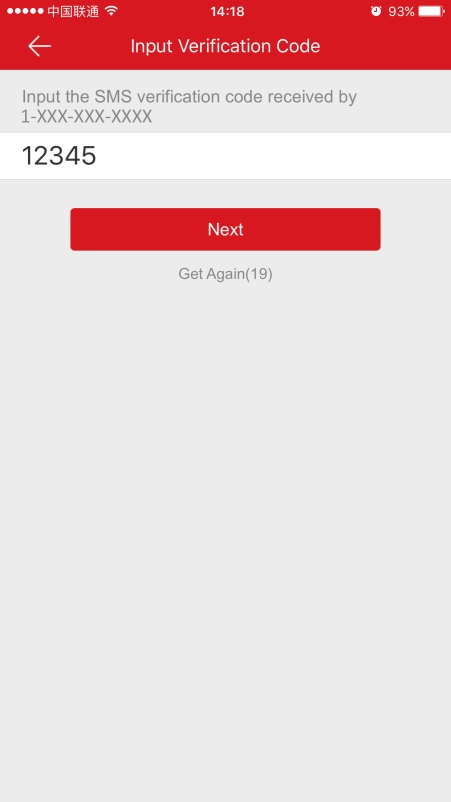 中国联通 14:18 93%
Input Verification Code
Input the SMS verification code received by
1-XXX-XXX-XXXX
12345
Next
Get Again(19)